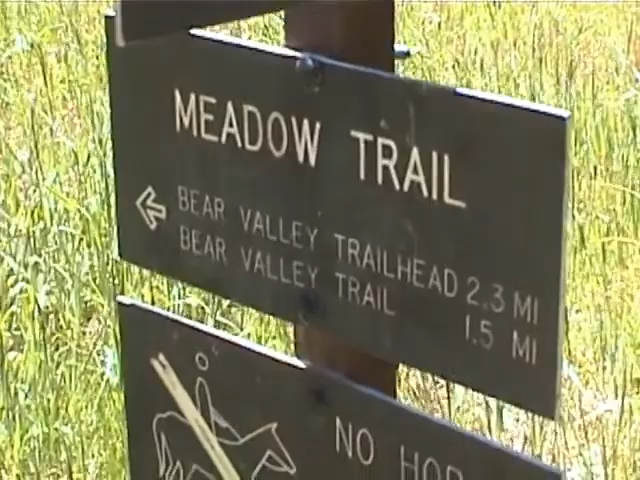 MEADOW TRAIL
BEAR VALLEY TRAILHEAD 2.3 MI
BEAR VALLEY TRAIL 1.5 MI
NO